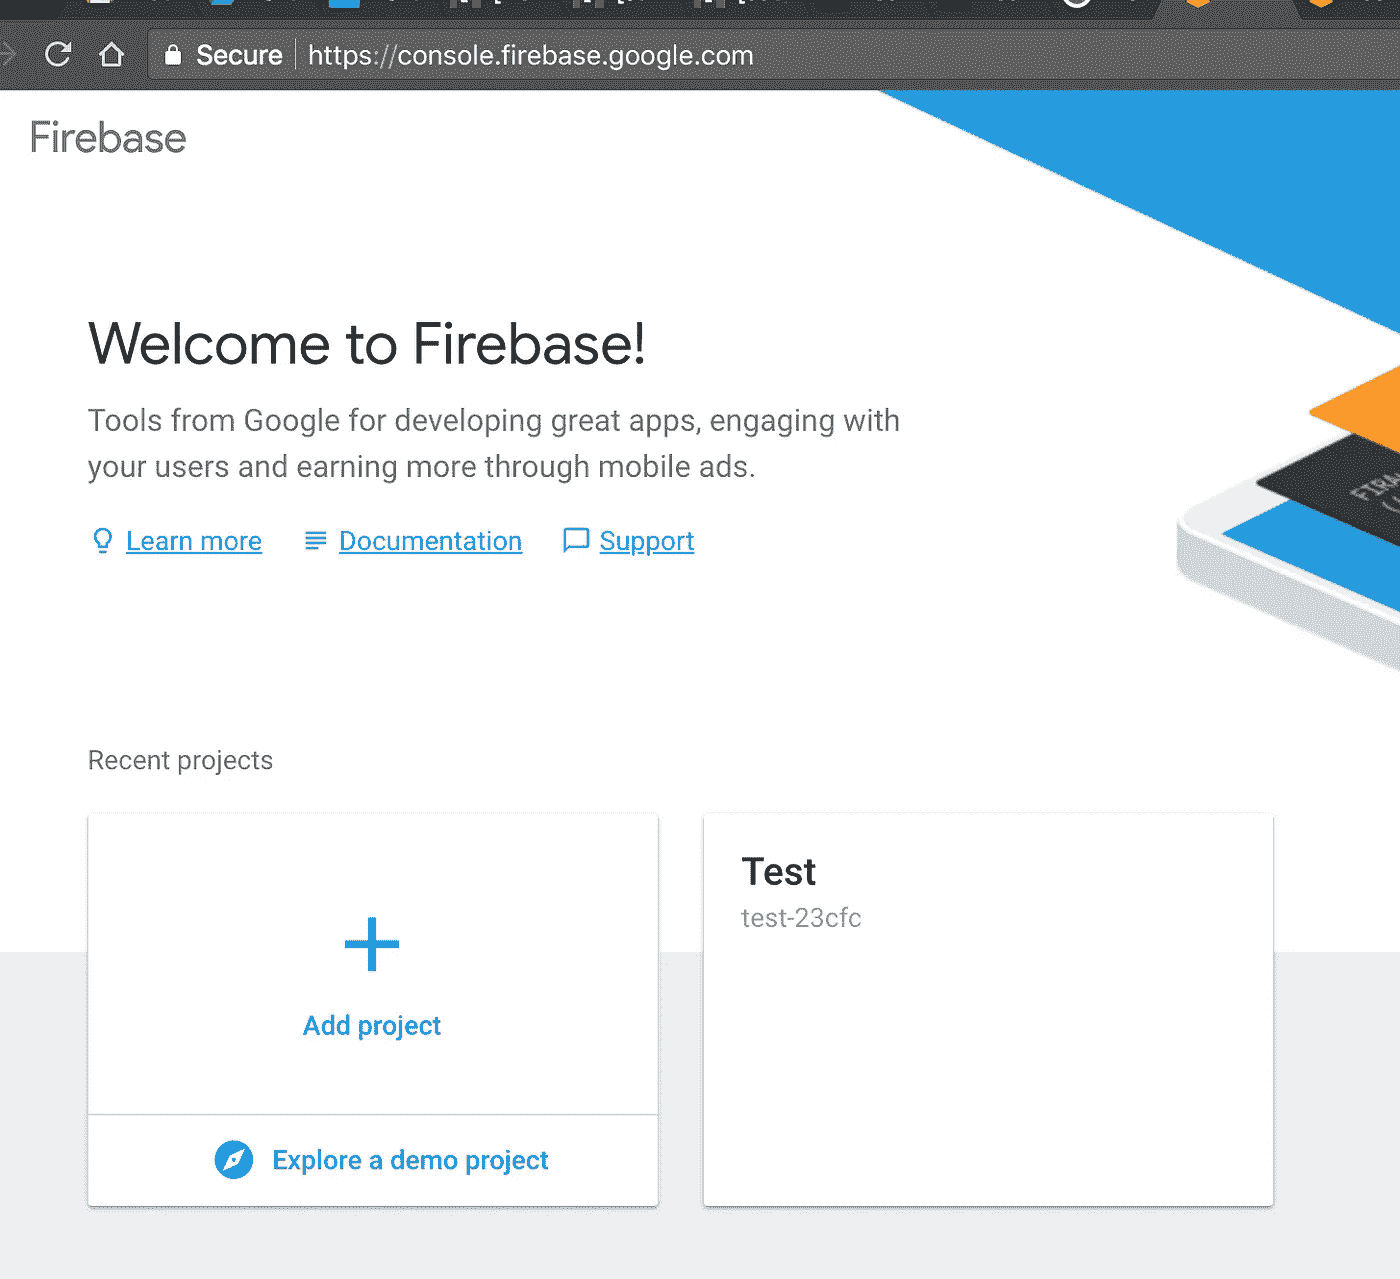 Secure https://console.firebase.google.com
Firebase
Welcome to Firebase!
Tools from Google for developing great apps, engaging with
your users and earning more through mobile ads.
Learn more Documentation Support
Recent projects
Add project
Explore a demo project
Test
test-23cfc